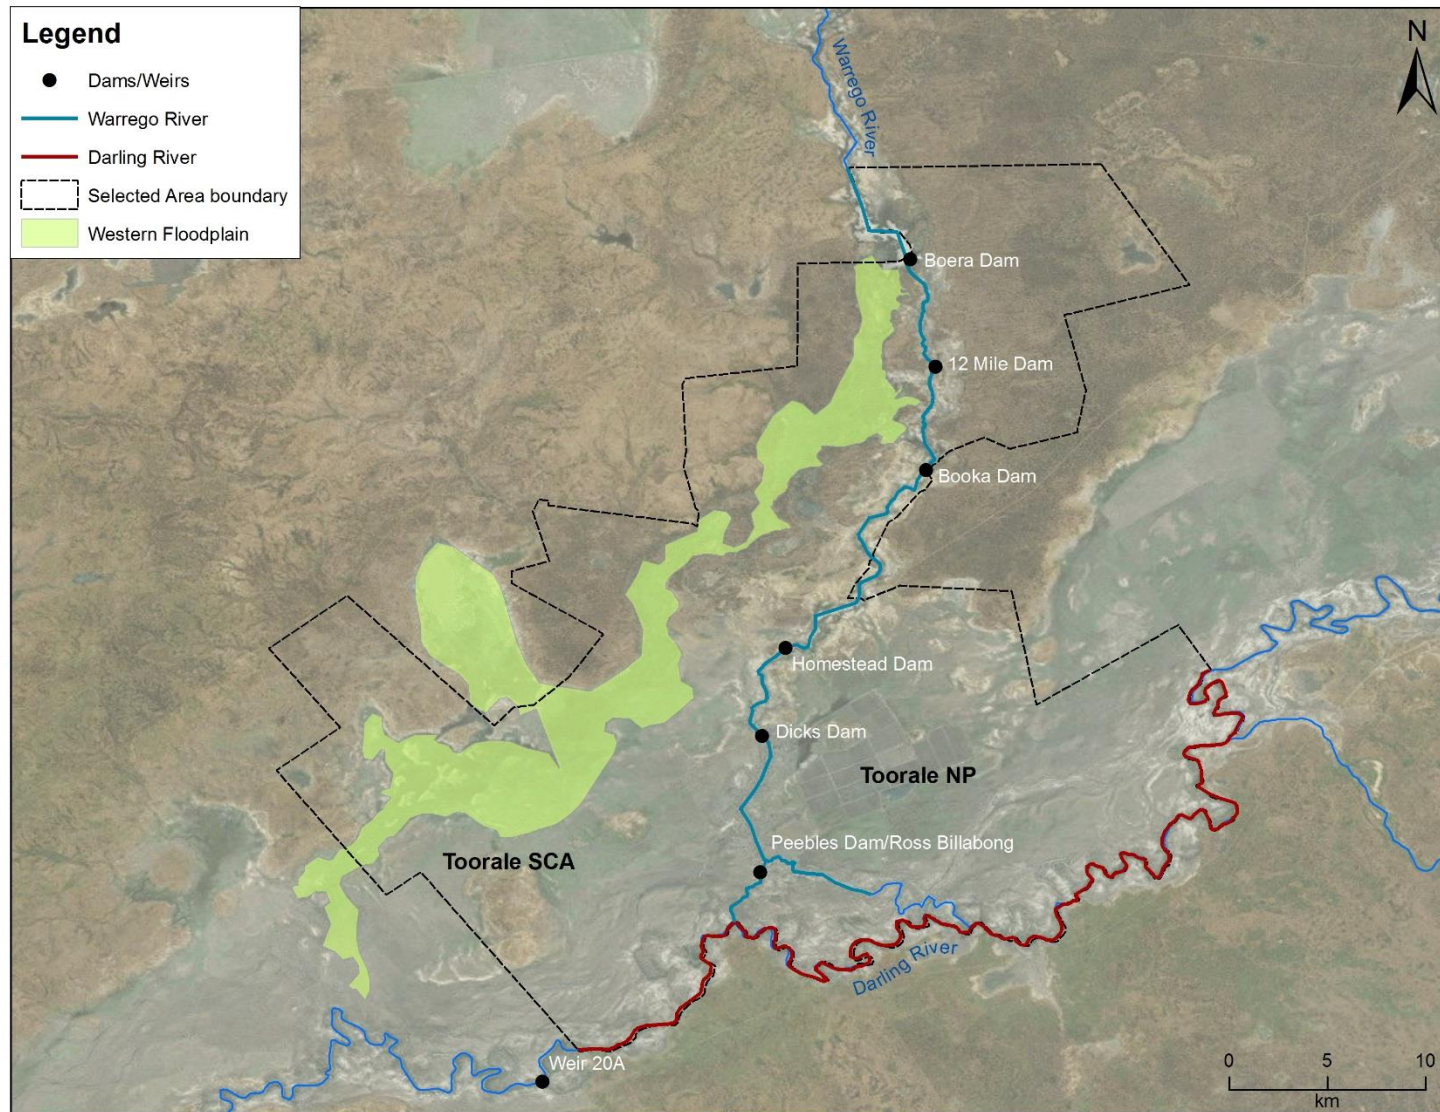 Legend
Dams/Weirs
Warrego River
Darling River
Selected Area boundary
Western Floodplain
N
Warrego River
Boera Dam
12 Mile Dam
Booka Dam
Homestead Dam
Dicks Dam
Toorale NP
Peebles Dam/Ross Billabong
Toorale SCA
Darling River
Weir 20A
0 5 10
km